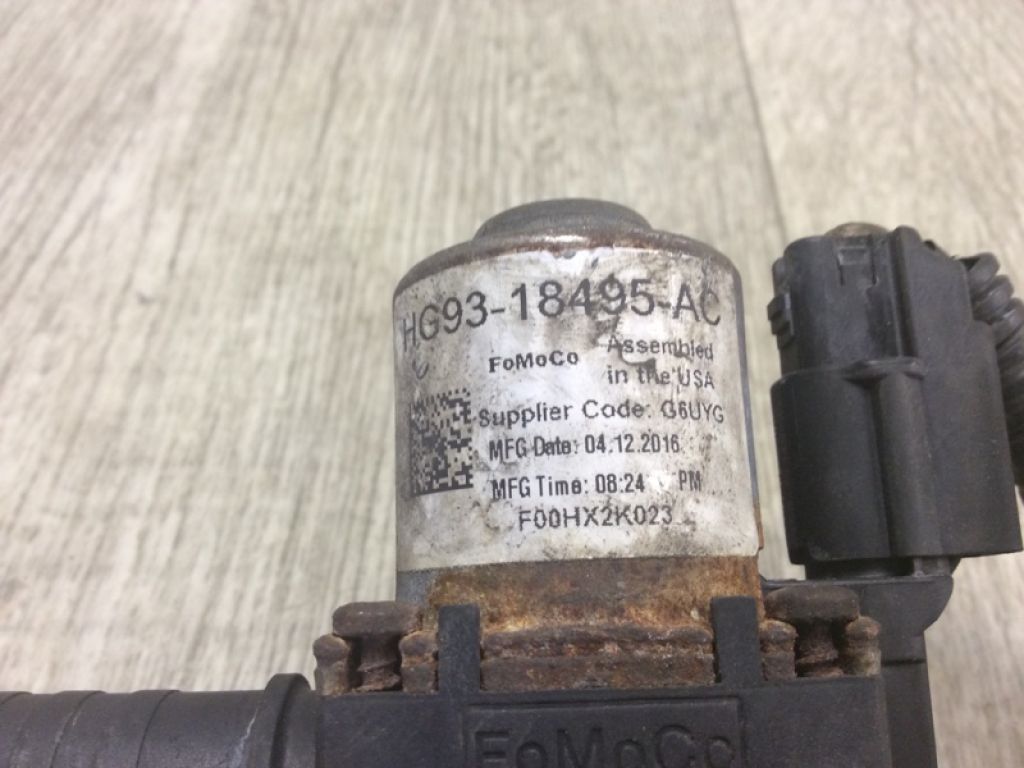 HG93-18495-AC
FoMoCo
Assembled
in the USA
Supplier Code: G6UYG
MFG Date: 04.12.2016
MFG Time: 08:24 PM
F00HX2K023
FoMoCo